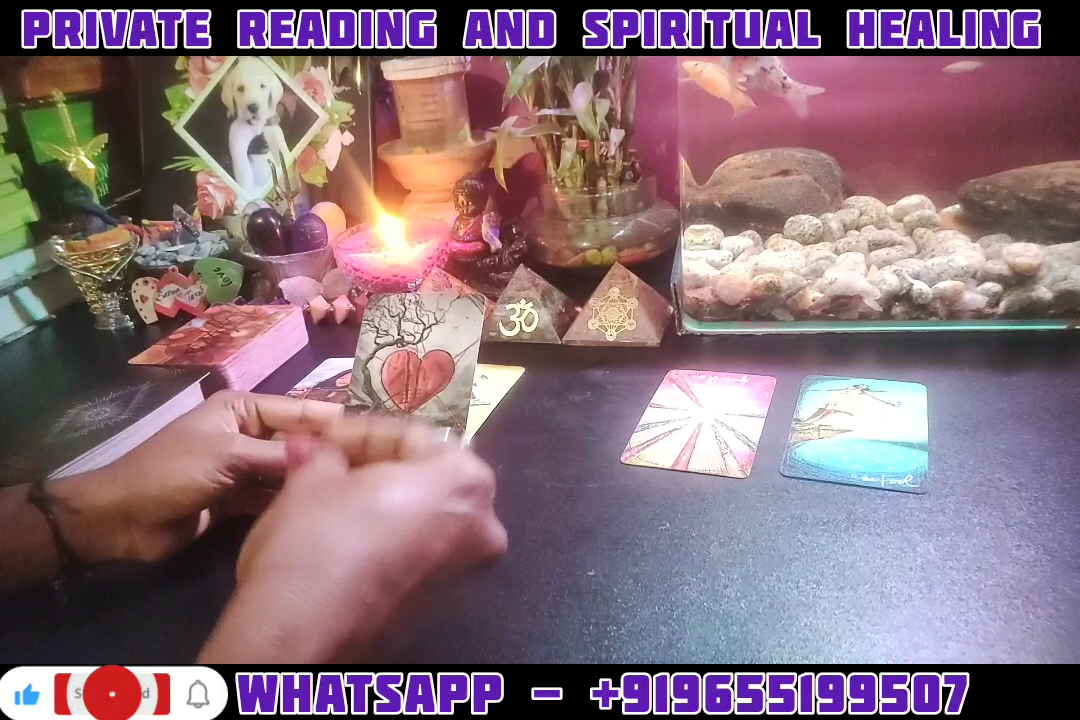 PRIVATE READING AND SPIRITUAL HEALING
ॐ
WHATSAPP - +919655199507